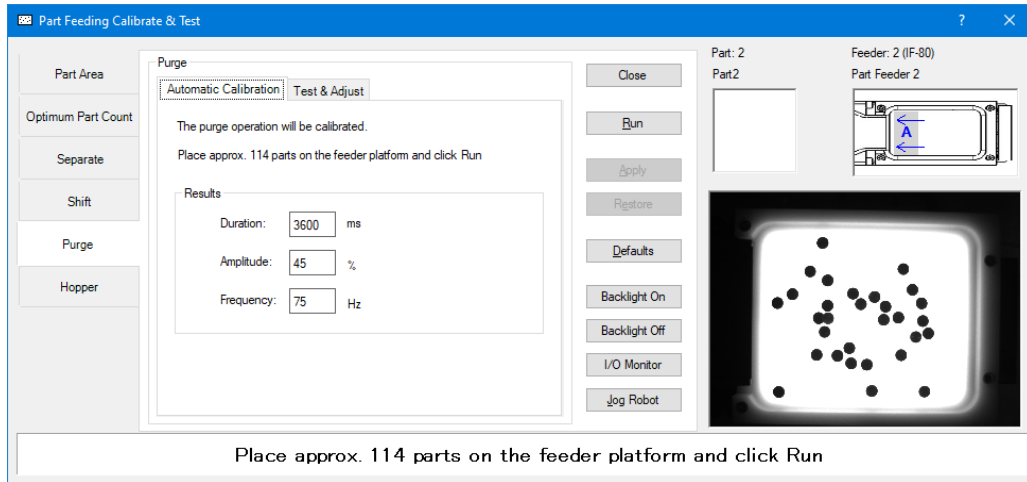 Part Feeding Calibrate & Test
?
Part Area
Optimum Part Count
Separate
Shift
Purge
Hopper
Purge
Automatic Calibration
Test & Adjust
The purge operation will be calibrated.
Place approx. 114 parts on the feeder platform and click Run
Results
Duration: 3600 ms
Amplitude: 45 %
Frequency: 75 Hz
Close
Run
Apply
Restore
Defaults
Backlight On
Backlight Off
I/O Monitor
Jog Robot
Part: 2
Part2
Feeder: 2 (IF-80)
Part Feeder 2
A
Place approx. 114 parts on the feeder platform and click Run